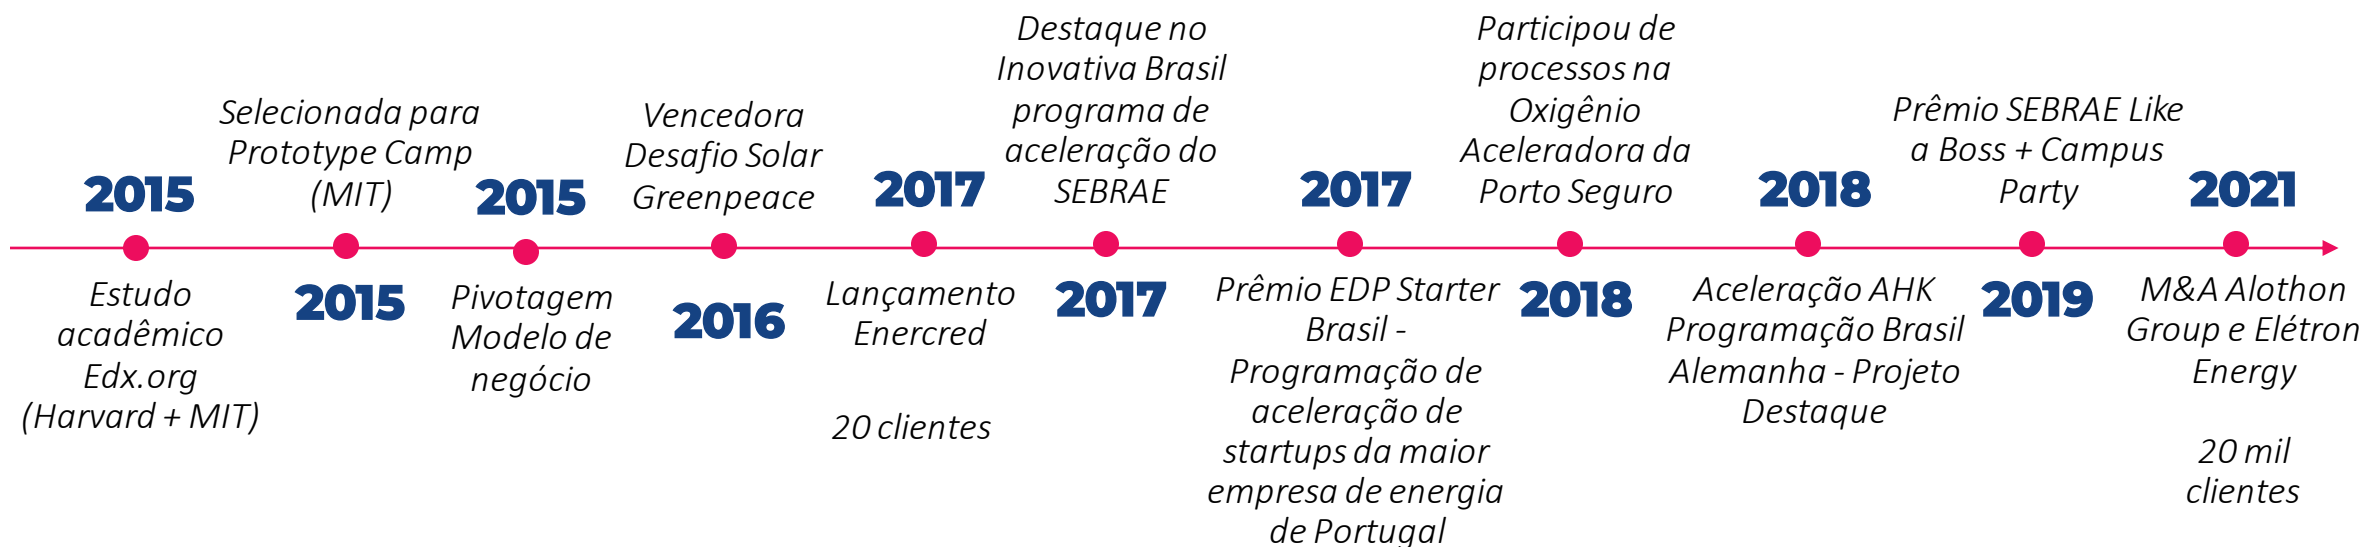 2015
Estudo
acadêmico
Edx.org
(Harvard + MIT)
Selecionada para
Prototype Camp
(MIT)
2015
2015
Pivotagem
Modelo de
negócio
Vencedora
Desafio Solar
Greenpeace
2016
2017
Lançamento
Enercred
20 clientes
Destaque no
Inovativa Brasil
programa de
aceleração do
SEBRAE
2017
2017
Prêmio EDP Starter
Brasil -
Programação de
aceleração de
startups da maior
empresa de energia
de Portugal
Participou de
processos na
Oxigênio
Aceleradora da
Porto Seguro
2018
2018
Aceleração AHK
Programação Brasil
Alemanha - Projeto
Destaque
Prêmio SEBRAE Like
a Boss + Campus
Party
2019
2021
M&A Alothon
Group e Elétron
Energy
20 mil
clientes